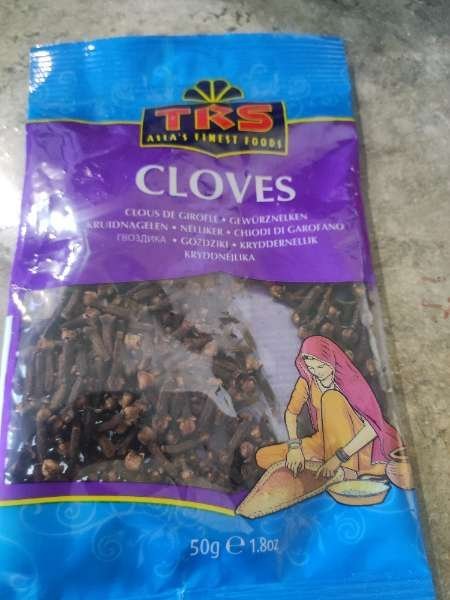 TRS
ASIA'S FINEST FOODS
CLOVES
CLOUS DE GIROFLE • GEWÜRZNELKEN
KRUIDNAGELEN • NELLIKER • CHIODI DI GAROFANO
ГВОЗДИКА • GOŹDZIKI • KRYDDERNELLIK
KRYDDNEJLIKA
50g e 1.8oz